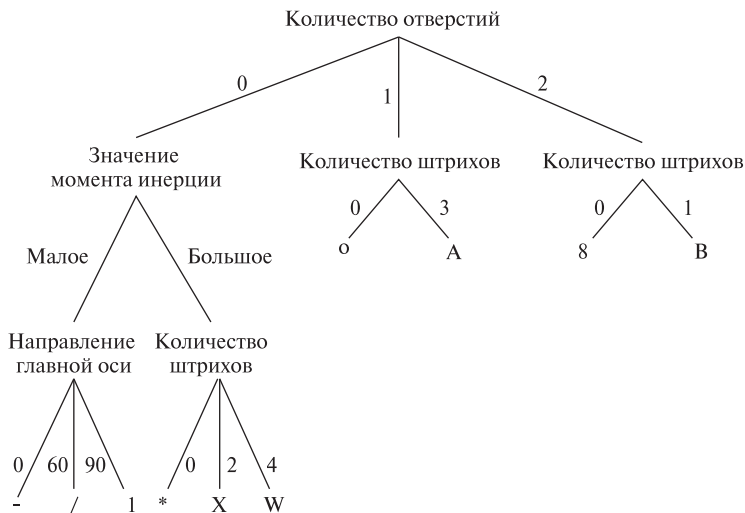 Количество отверстий
0 1 2
Значение
момента инерции
Количество штрихов
Количество штрихов
0 3 0 1
о А 8 В
Малое Большое
Направление
главной оси
Количество
штрихов
0 60 90 0 2 4
- / 1 * X W